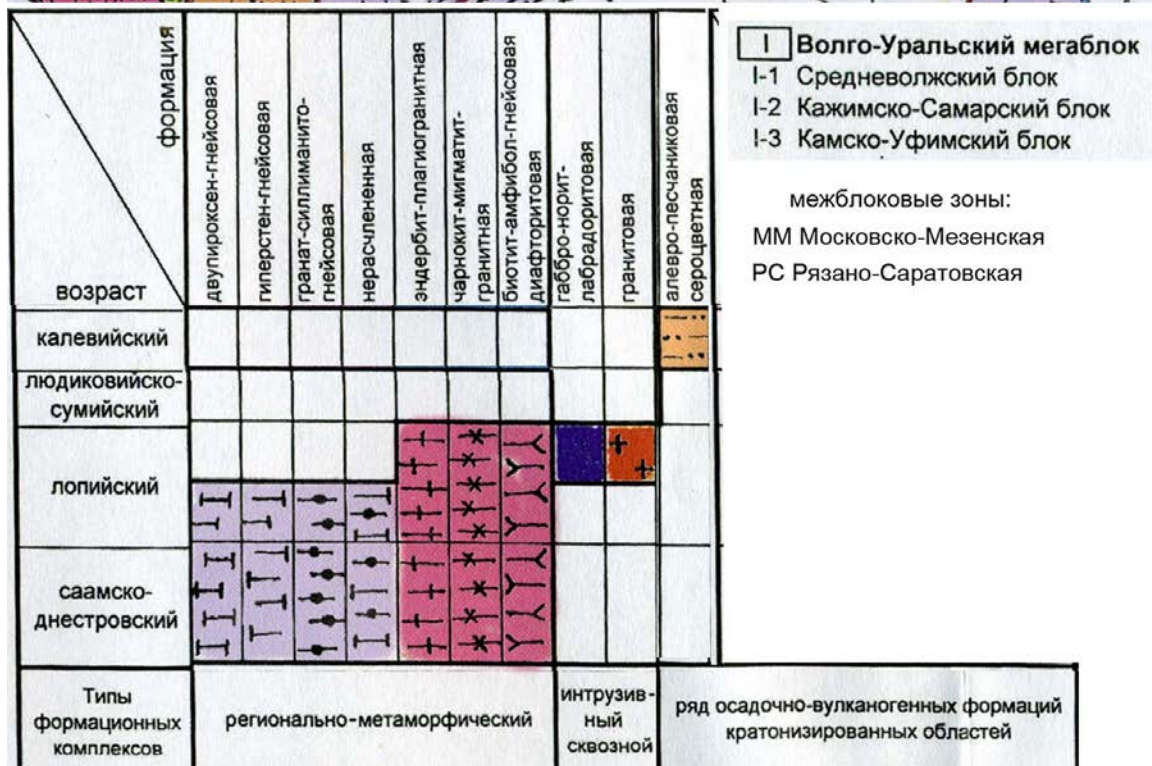 формация
возраст
двупироксен-гнейсовая
гиперстен-гнейсовая
гранат-силлиманито-
гнейсовая
нерасчлененная
эндербит-плагиогранитная
чарнокит-мигматит-
гранитная
биотит-амфибол-гнейсовая
диафторитовая
габбро-норит-
лабрадоритовая
гранитовая
алевро-песчаниковая
сероцветная
калевийский
людиковийско-
сумийский
лопийский
саамско-
днестровский
Типы
формационных
комплексов
регионально-метаморфический
интрузив-
ный
сквозной
ряд осадочно-вулканогенных формаций
кратонизированных областей
I Волго-Уральский мегаблок
I-1 Средневолжский блок
I-2 Кажимско-Самарский блок
I-3 Камско-Уфимский блок
межблоковые зоны:
ММ Московско-Мезенская
РС Рязано-Саратовская